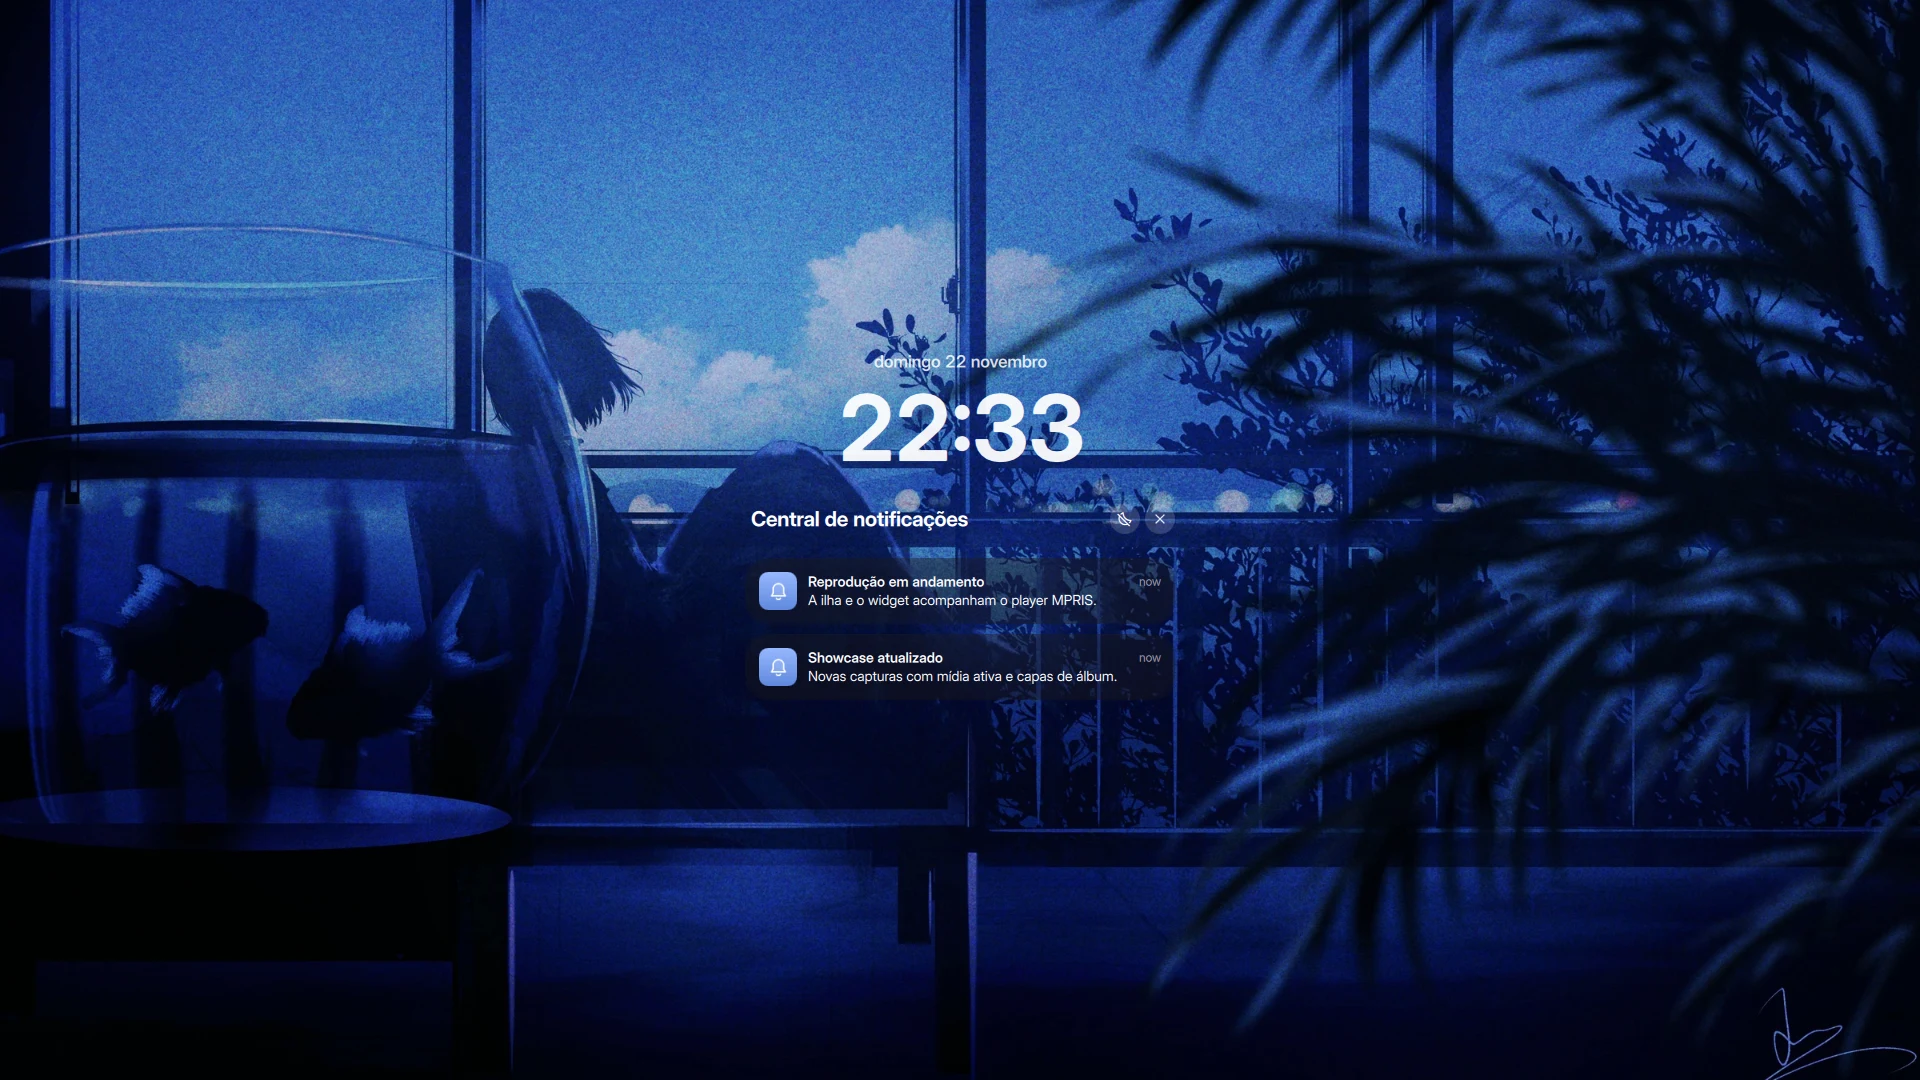 domingo 22 novembro
22:33
Central de notificações
Reprodução em andamento
now
A ilha e o widget acompanham o player MPRIS.
Showcase atualizado
now
Novas capturas com mídia ativa e capas de álbum.